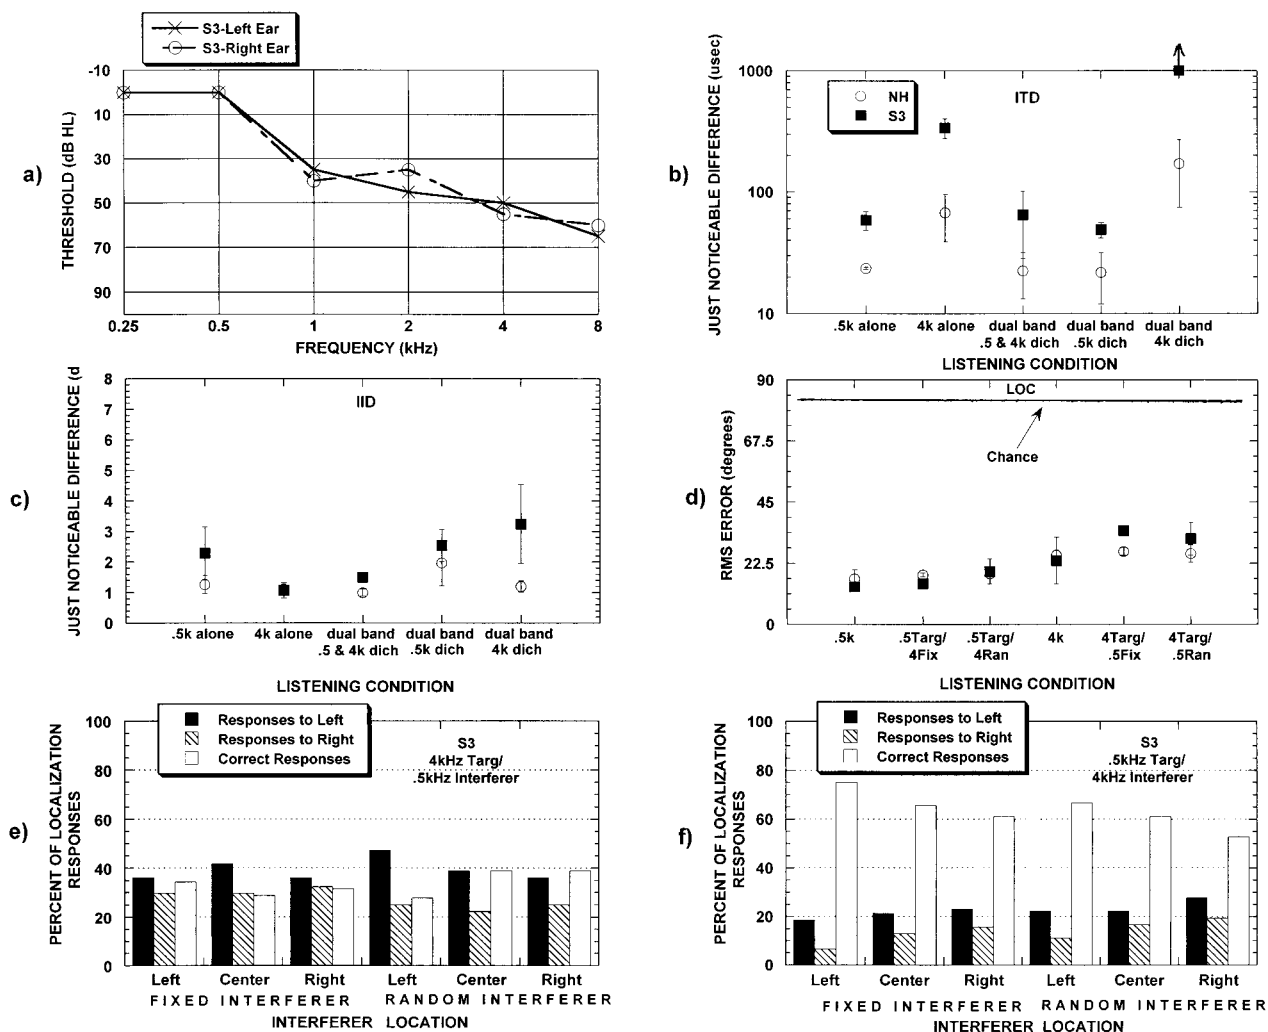 a)
S3-Left Ear
S3-Right Ear
THRESHOLD (dB HL)
-10
10
30
50
70
90
0.25
0.5
1
2
4
8
FREQUENCY (kHz)
b)
JUST NOTICEABLE DIFFERENCE (usec)
1000
100
10
NH
S3
ITD
.5k alone
4k alone
dual band
.5 & 4k dich
dual band
.5k dich
dual band
4k dich
LISTENING CONDITION
c)
JUST NOTICEABLE DIFFERENCE (d
8
7
6
5
4
3
2
1
0
IID
.5k alone
4k alone
dual band
.5 & 4k dich
dual band
.5k dich
dual band
4k dich
LISTENING CONDITION
d)
RMS ERROR (degrees)
90
67.5
45
22.5
0
LOC
Chance
.5k
.5Targ/
4Fix
.5Targ/
4Ran
4k
4Targ/
.5Fix
4Targ/
.5Ran
LISTENING CONDITION
e)
PERCENT OF LOCALIZATION
RESPONSES
100
80
60
40
20
0
Responses to Left
Responses to Right
Correct Responses
S3
4kHz Targ/
.5kHz Interferer
Left
Center
Right
Left
Center
Right
FIXED INTERFERER
RANDOM INTERFERER
INTERFERER LOCATION
f)
PERCENT OF LOCALIZATION
RESPONSES
100
80
60
40
20
0
Responses to Left
Responses to Right
Correct Responses
S3
.5kHz Targ/
4kHz Interferer
Left
Center
Right
Left
Center
Right
FIXED INTERFERER
RANDOM INTERFERER
INTERFERER LOCATION